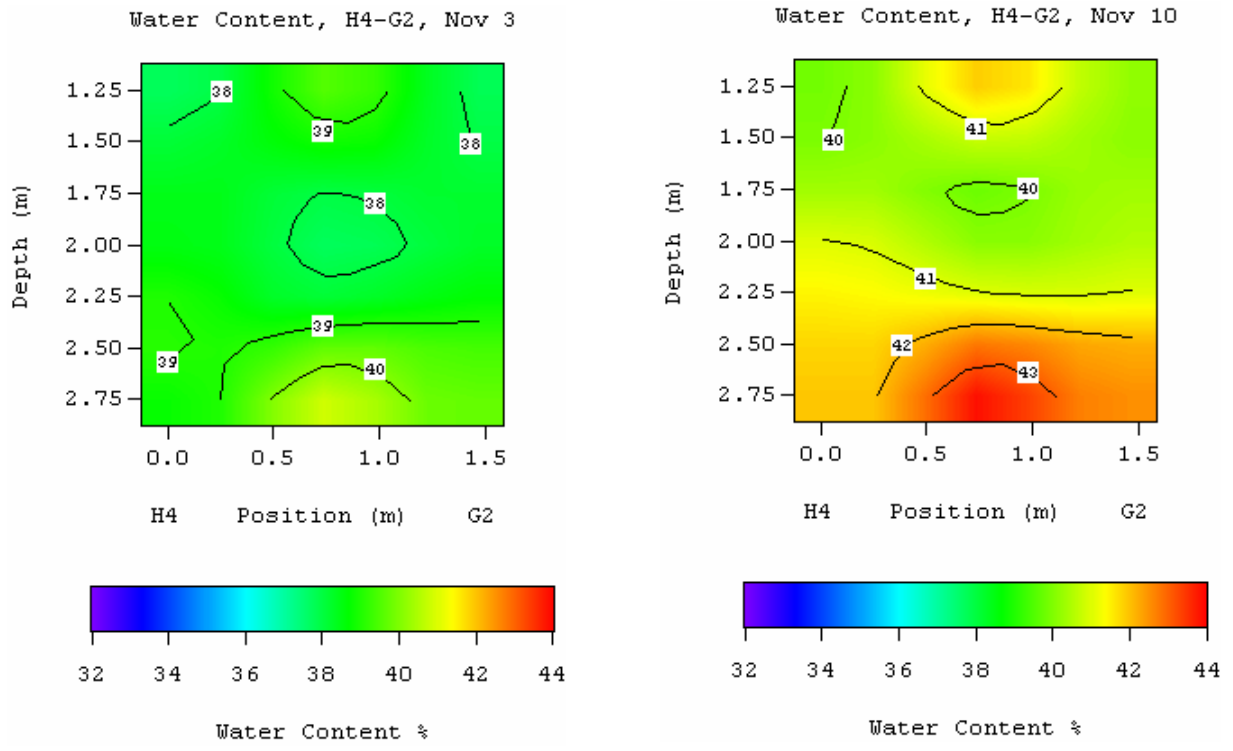 Water Content, H4-G2, Nov 3
Depth (m)
1.25
1.50
1.75
2.00
2.25
2.50
2.75
38
39
38
38
39
39
40
0.0 0.5 1.0 1.5
H4 Position (m) G2
32 34 36 38 40 42 44
Water Content %
Water Content, H4-G2, Nov 10
Depth (m)
1.25
1.50
1.75
2.00
2.25
2.50
2.75
41
40
40
41
42
43
0.0 0.5 1.0 1.5
H4 Position (m) G2
32 34 36 38 40 42 44
Water Content %